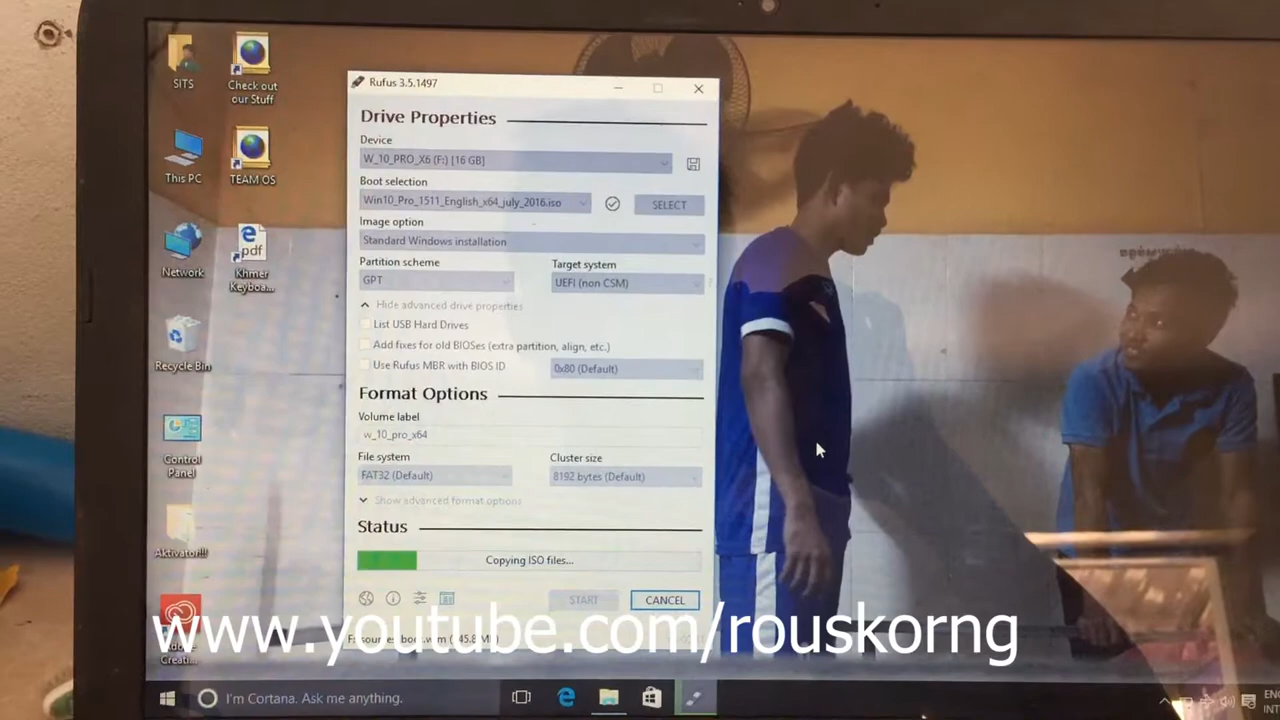 SITS
Check out
our Stuff
This PC
TEAM OS
Network
Khmer
Keyboa...
pdf
Recycle Bin
Control
Panel
Aktivator!!!
Adobe
Creati...
Rufus 3.5.1497
Drive Properties
Device
W_10_PRO_X6 (F:) [16 GB]
Boot selection
Win10_Pro_1511_English_x64_july_2016.iso
SELECT
Image option
Standard Windows installation
Partition scheme
Target system
GPT
UEFI (non CSM)
?
Hide advanced drive properties
List USB Hard Drives
Add fixes for old BIOSes (extra partition, align, etc.)
Use Rufus MBR with BIOS ID
0x80 (Default)
Format Options
Volume label
w_10_pro_x64
File system
Cluster size
FAT32 (Default)
8192 bytes (Default)
Show advanced format options
Status
Copying ISO files...
START
CANCEL
www.youtube.com/rouskorng
I'm Cortana. Ask me anything.
ENG
INT